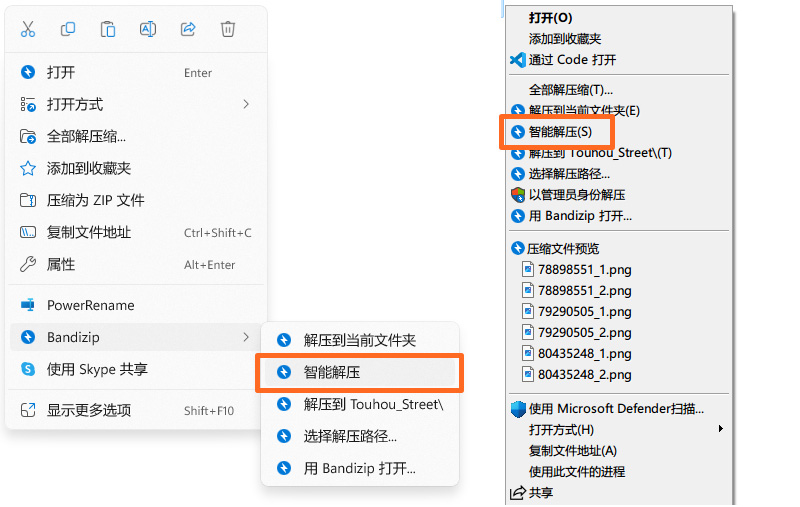 打开
Enter
打开方式
全部解压缩...
添加到收藏夹
压缩为 ZIP 文件
复制文件地址
Ctrl+Shift+C
属性
Alt+Enter
PowerRename
Bandizip
使用 Skype 共享
显示更多选项
Shift+F10
解压到当前文件夹
智能解压
解压到 Touhou_Street\
选择解压路径...
用 Bandizip 打开...
打开(O)
添加到收藏夹
通过 Code 打开
全部解压缩(T)...
解压到当前文件夹(E)
智能解压(S)
解压到 Touhou_Street\(T)
选择解压路径...
以管理员身份解压
用 Bandizip 打开...
压缩文件预览
78898551_1.png
78898551_2.png
79290505_1.png
79290505_2.png
80435248_1.png
80435248_2.png
使用 Microsoft Defender扫描...
打开方式(H)
复制文件地址(A)
使用此文件的进程
共享